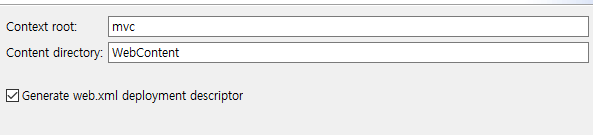 Context root: mvc
Content directory: WebContent
Generate web.xml deployment descriptor